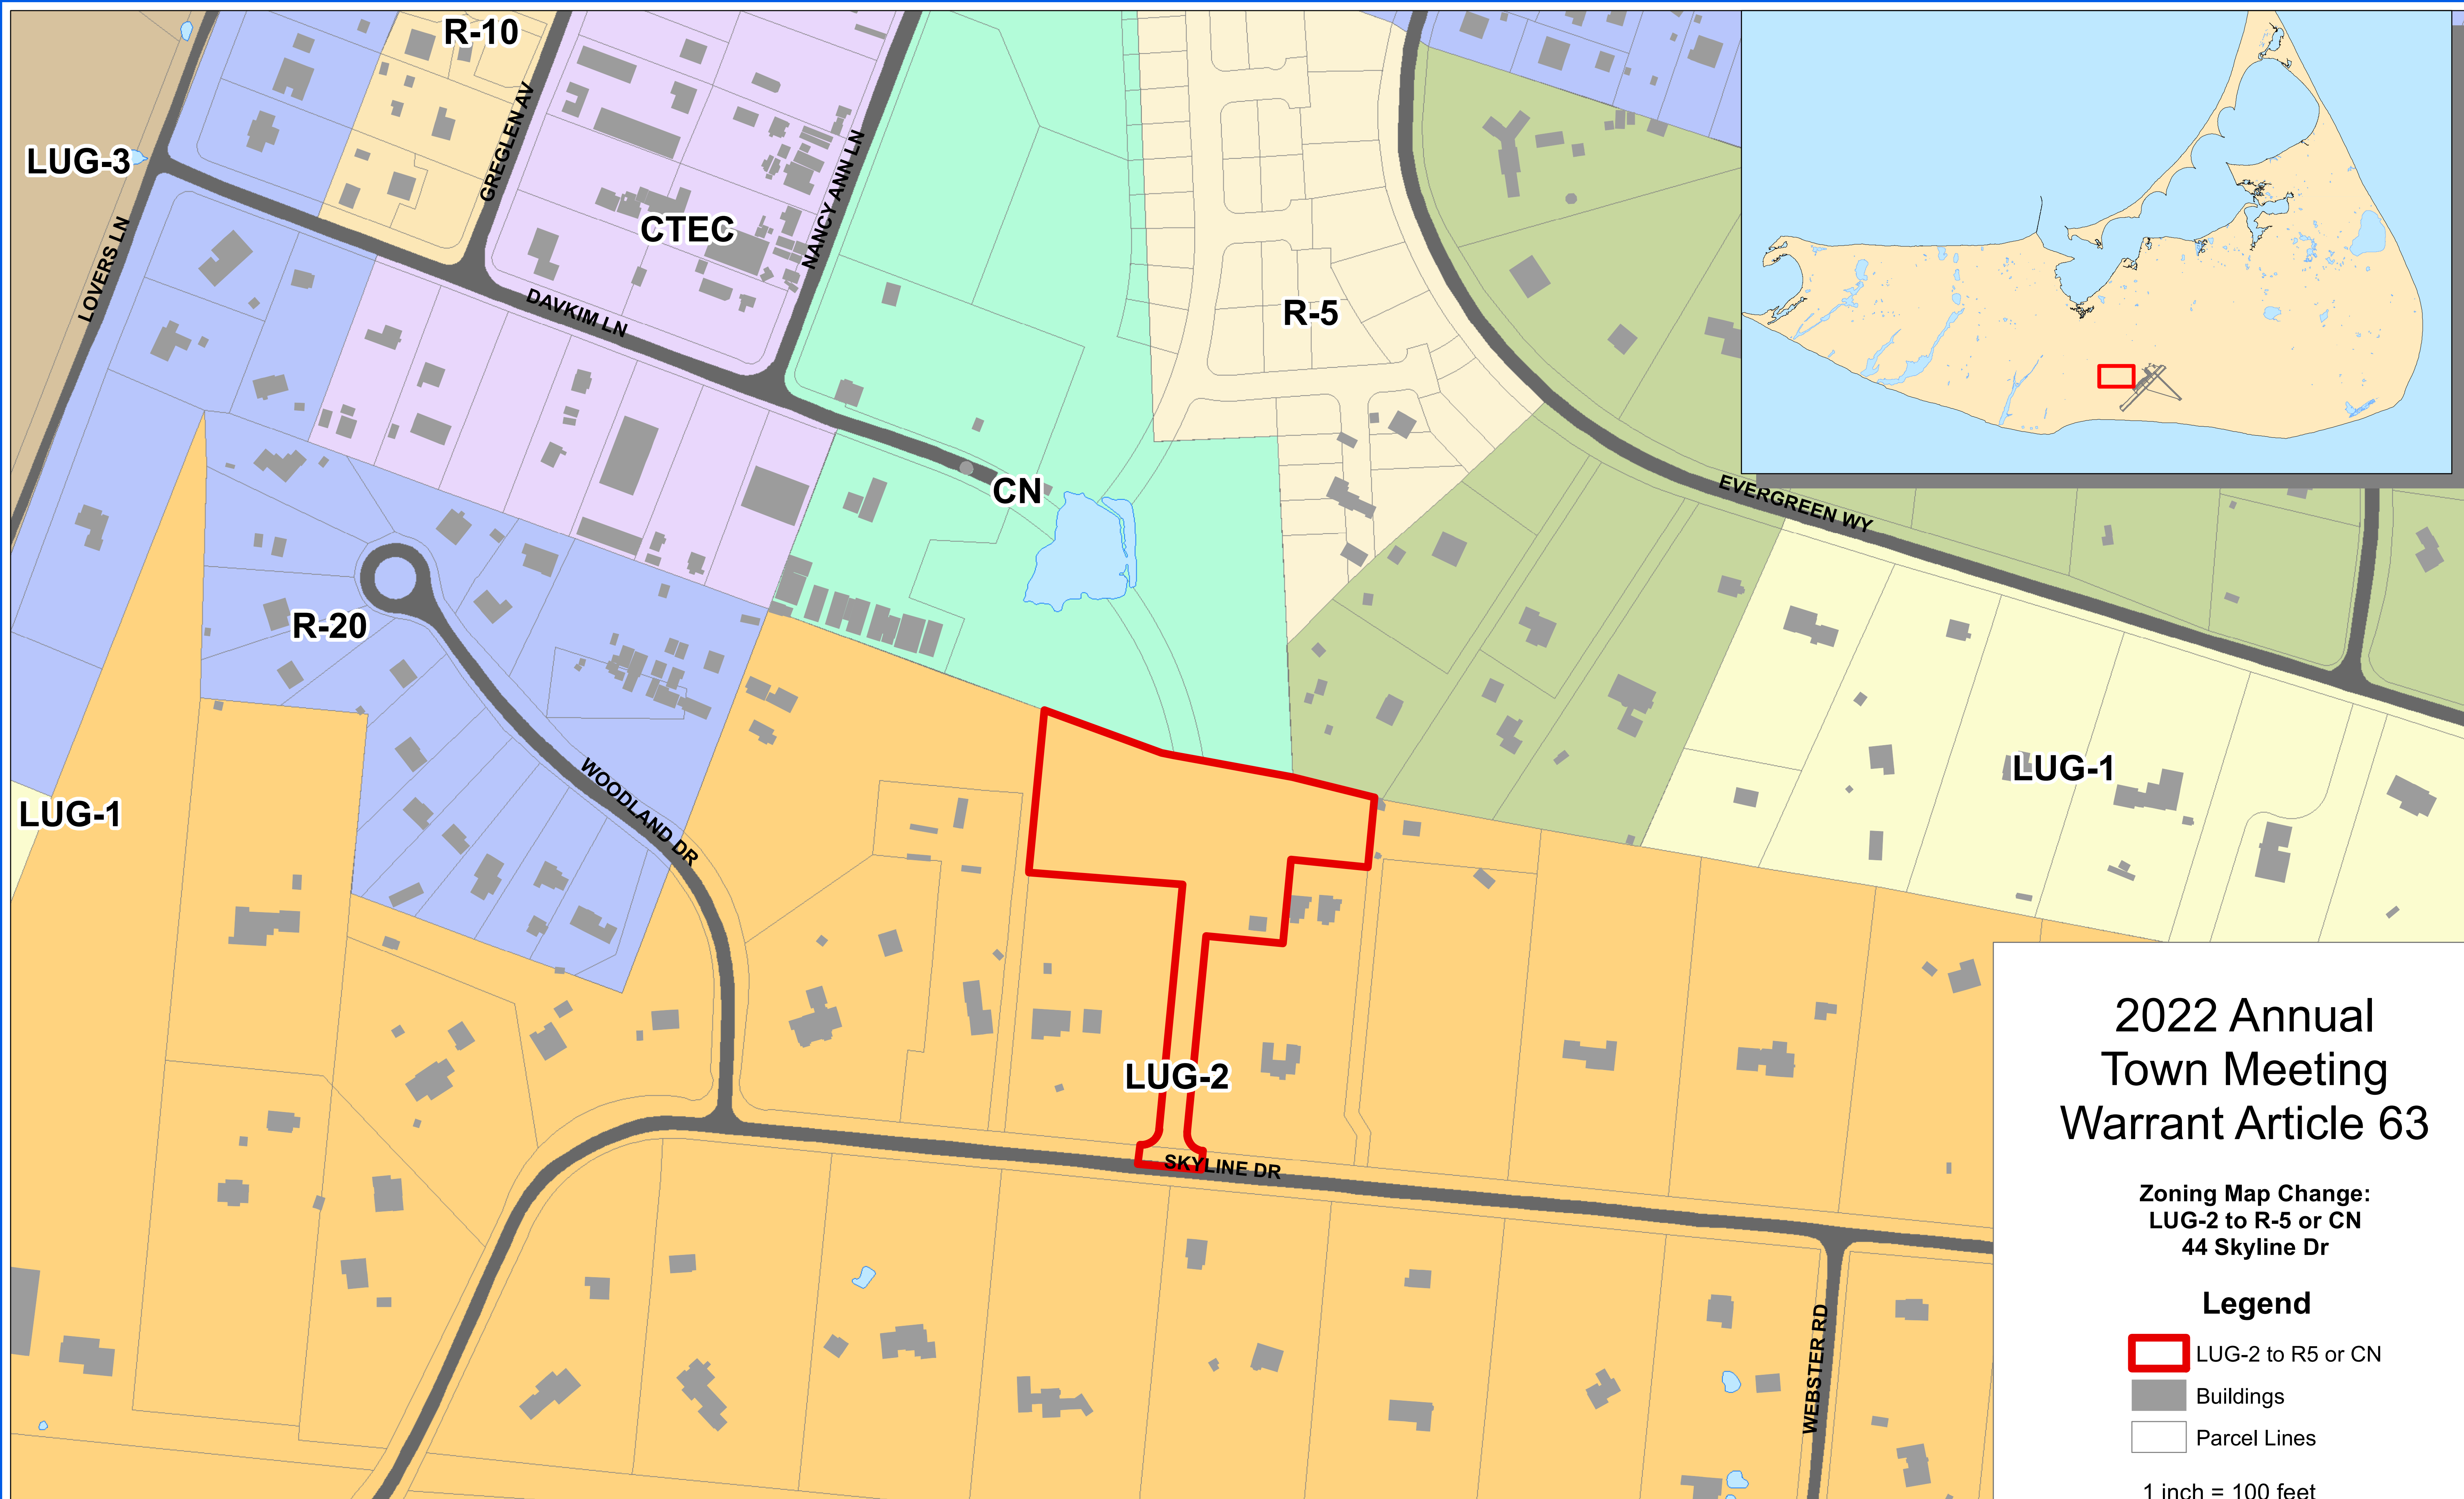 R-10
LUG-3
GREGLEN AV
CTEC
NANCY ANN LN
LOVERS LN
DAVKIM LN
R-5
CN
EVERGREEN WY
R-20
WOODLAND DR
LUG-1
LUG-1
LUG-2
SKYLINE DR
WEBSTER RD
2022 Annual
Town Meeting
Warrant Article 63
Zoning Map Change:
LUG-2 to R-5 or CN
44 Skyline Dr
Legend
LUG-2 to R5 or CN
Buildings
Parcel Lines
1 inch = 100 feet